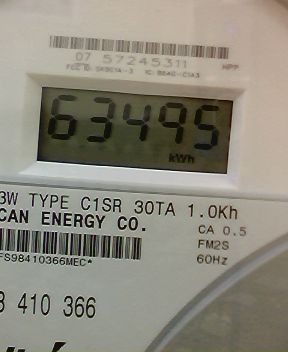 07 57245311
63495
kWh
3W TYPE C1SR 30TA 1.0Kh
CAN ENERGY CO.
CA 0.5
FM2S
60Hz
FS98410366MEC*
410 366